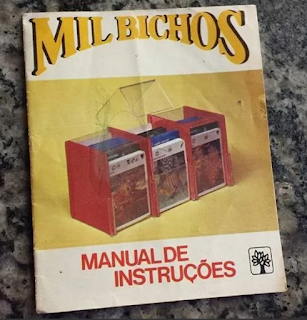 MIL BICHOS
MANUAL DE
INSTRUÇÕES